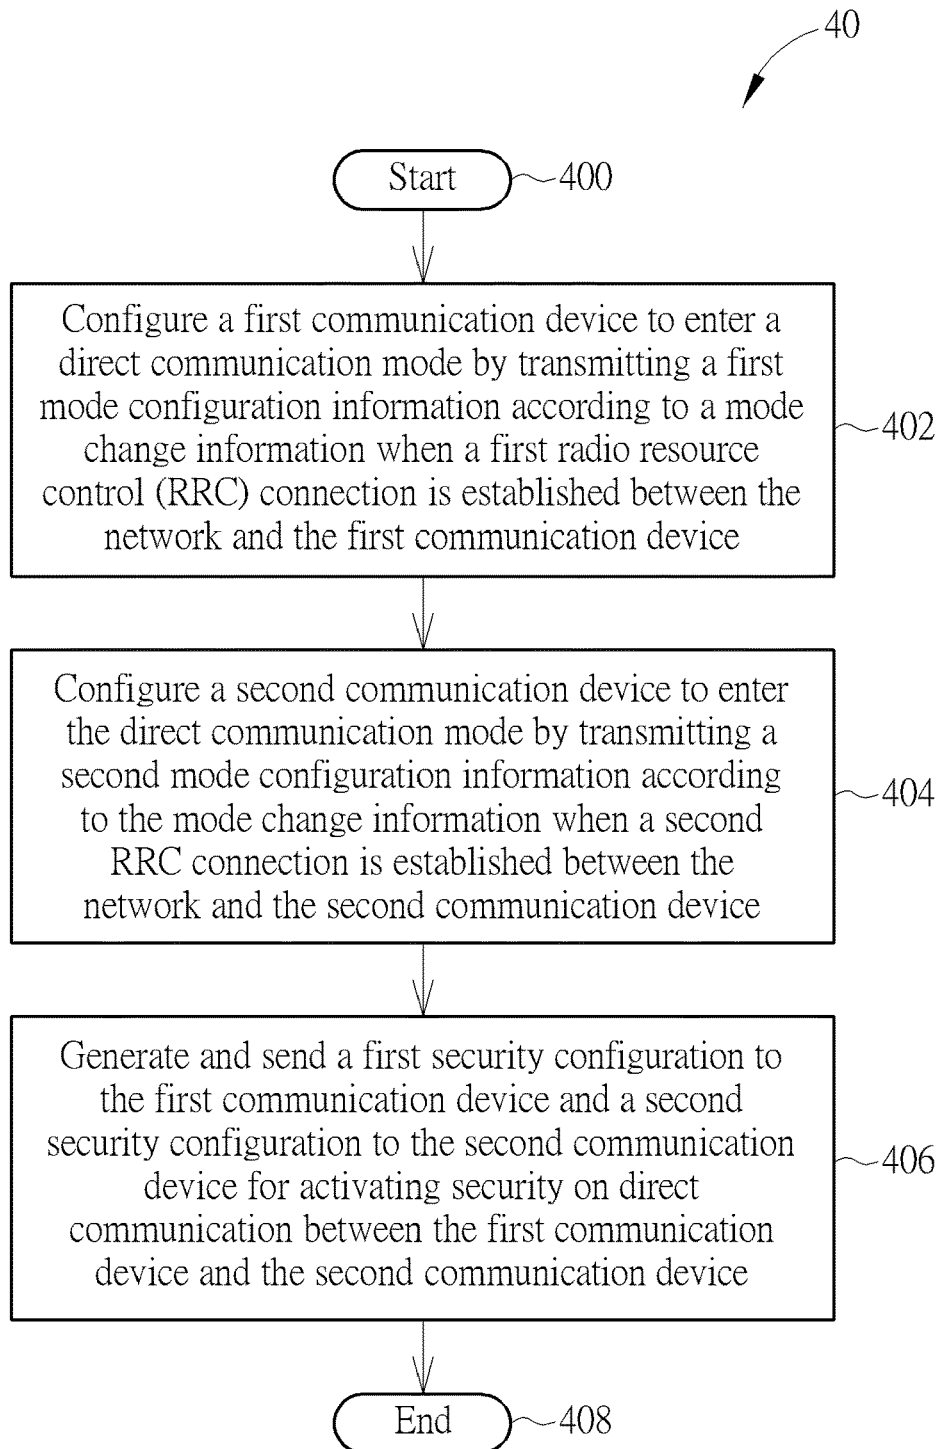 40
Start
400
Configure a first communication device to enter a
direct communication mode by transmitting a first
mode configuration information according to a mode
change information when a first radio resource
control (RRC) connection is established between the
network and the first communication device
402
Configure a second communication device to enter
the direct communication mode by transmitting a
second mode configuration information according
to the mode change information when a second
RRC connection is established between the
network and the second communication device
404
Generate and send a first security configuration to
the first communication device and a second
security configuration to the second communication
device for activating security on direct
communication between the first communication
device and the second communication device
406
End
408